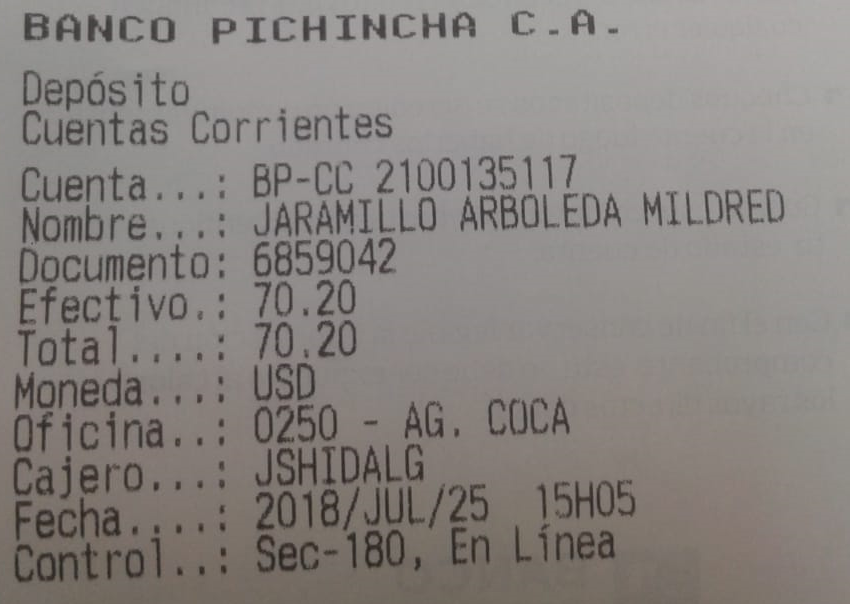 BANCO PICHINCHA C.A.
Depósito
Cuentas Corrientes
Cuenta...: BP-CC 2100135117
Nombre...: JARAMILLO ARBOLEDA MILDRED
Documento: 6859042
Efectivo.: 70.20
Total....: 70.20
Moneda...: USD
Oficina..: 0250 - AG. COCA
Cajero...: JSHIDALG
Fecha....: 2018/JUL/25 15H05
Control..: Sec-180, En Línea